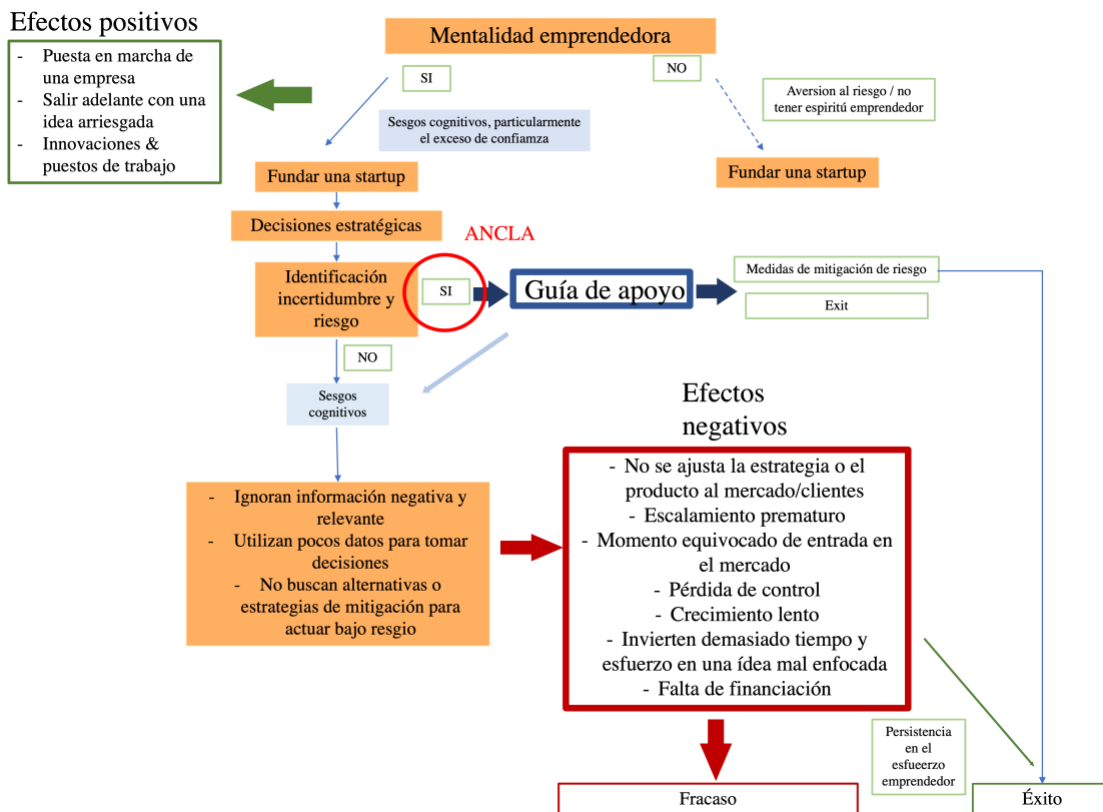 Efectos positivos
- Puesta en marcha de
una empresa
- Salir adelante con una
idea arriesgada
- Innovaciones &
puestos de trabajo
Mentalidad emprendedora
SI
NO
Aversion al riesgo / no
tener espiritú emprendedor
Sesgos cognitivos, particularmente
el exceso de confiamza
Fundar una startup
Fundar una startup
Decisiones estratégicas
ANCLA
Identificación
incertidumbre y
riesgo
SI
Guía de apoyo
Medidas de mitigación de riesgo
Exit
NO
Sesgos
cognitivos
Efectos
negativos
- Ignoran información negativa y
relevante
- Utilizan pocos datos para tomar
decisiones
- No buscan alternativas o
estrategias de mitigación para
actuar bajo resgio
- No se ajusta la estrategia o el
producto al mercado/clientes
- Escalamiento prematuro
- Momento equivocado de entrada en
el mercado
- Pérdida de control
- Crecimiento lento
- Invierten demasiado tiempo y
esfuerzo en una ídea mal enfocada
- Falta de financiación
Persistencia
en el
esfueerzo
emprendedor
Fracaso
Éxito